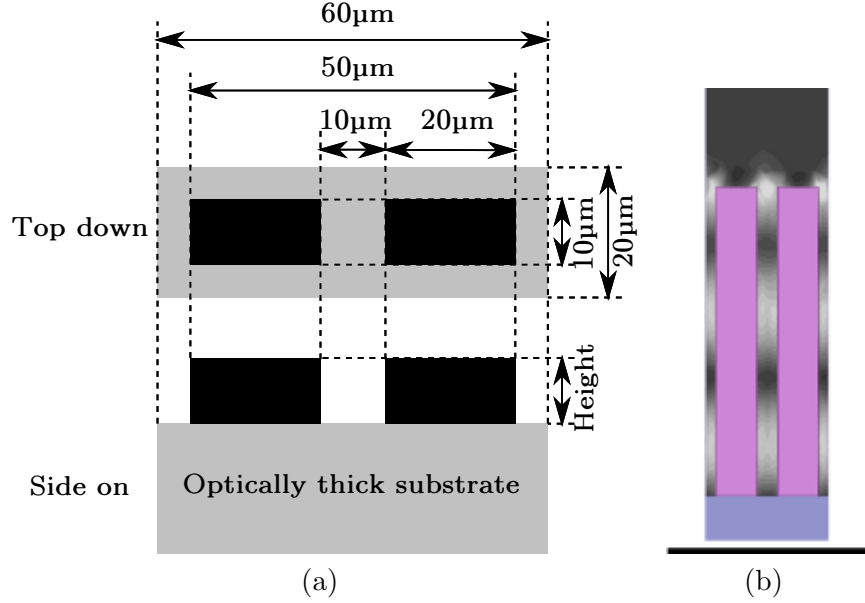 60µm
50µm
10µm 20µm
Top down
10µm
20µm
Height
Side on
Optically thick substrate
(a)
(b)